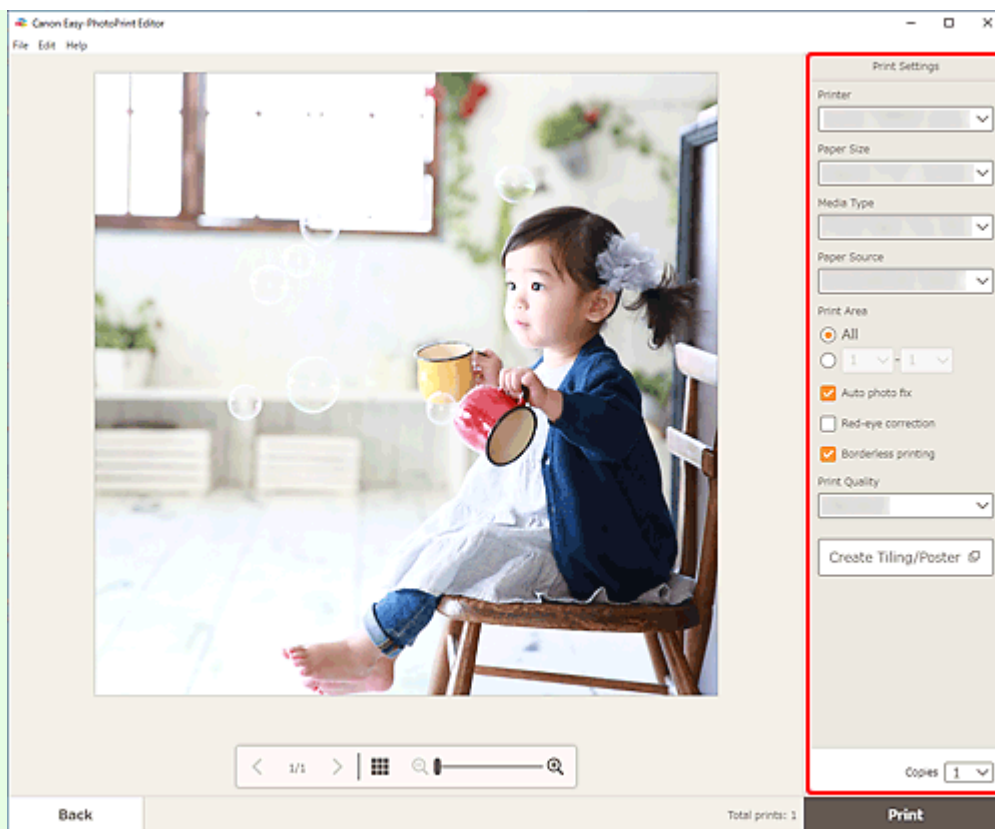 Canon Easy-PhotoPrint Editor
File Edit Help
Print Settings
Printer
Paper Size
Media Type
Paper Source
Print Area
All
1 - 1
Auto photo fix
Red-eye correction
Borderless printing
Print Quality
Create Tiling/Poster
1/1
Copies 1
Back
Total prints: 1
Print